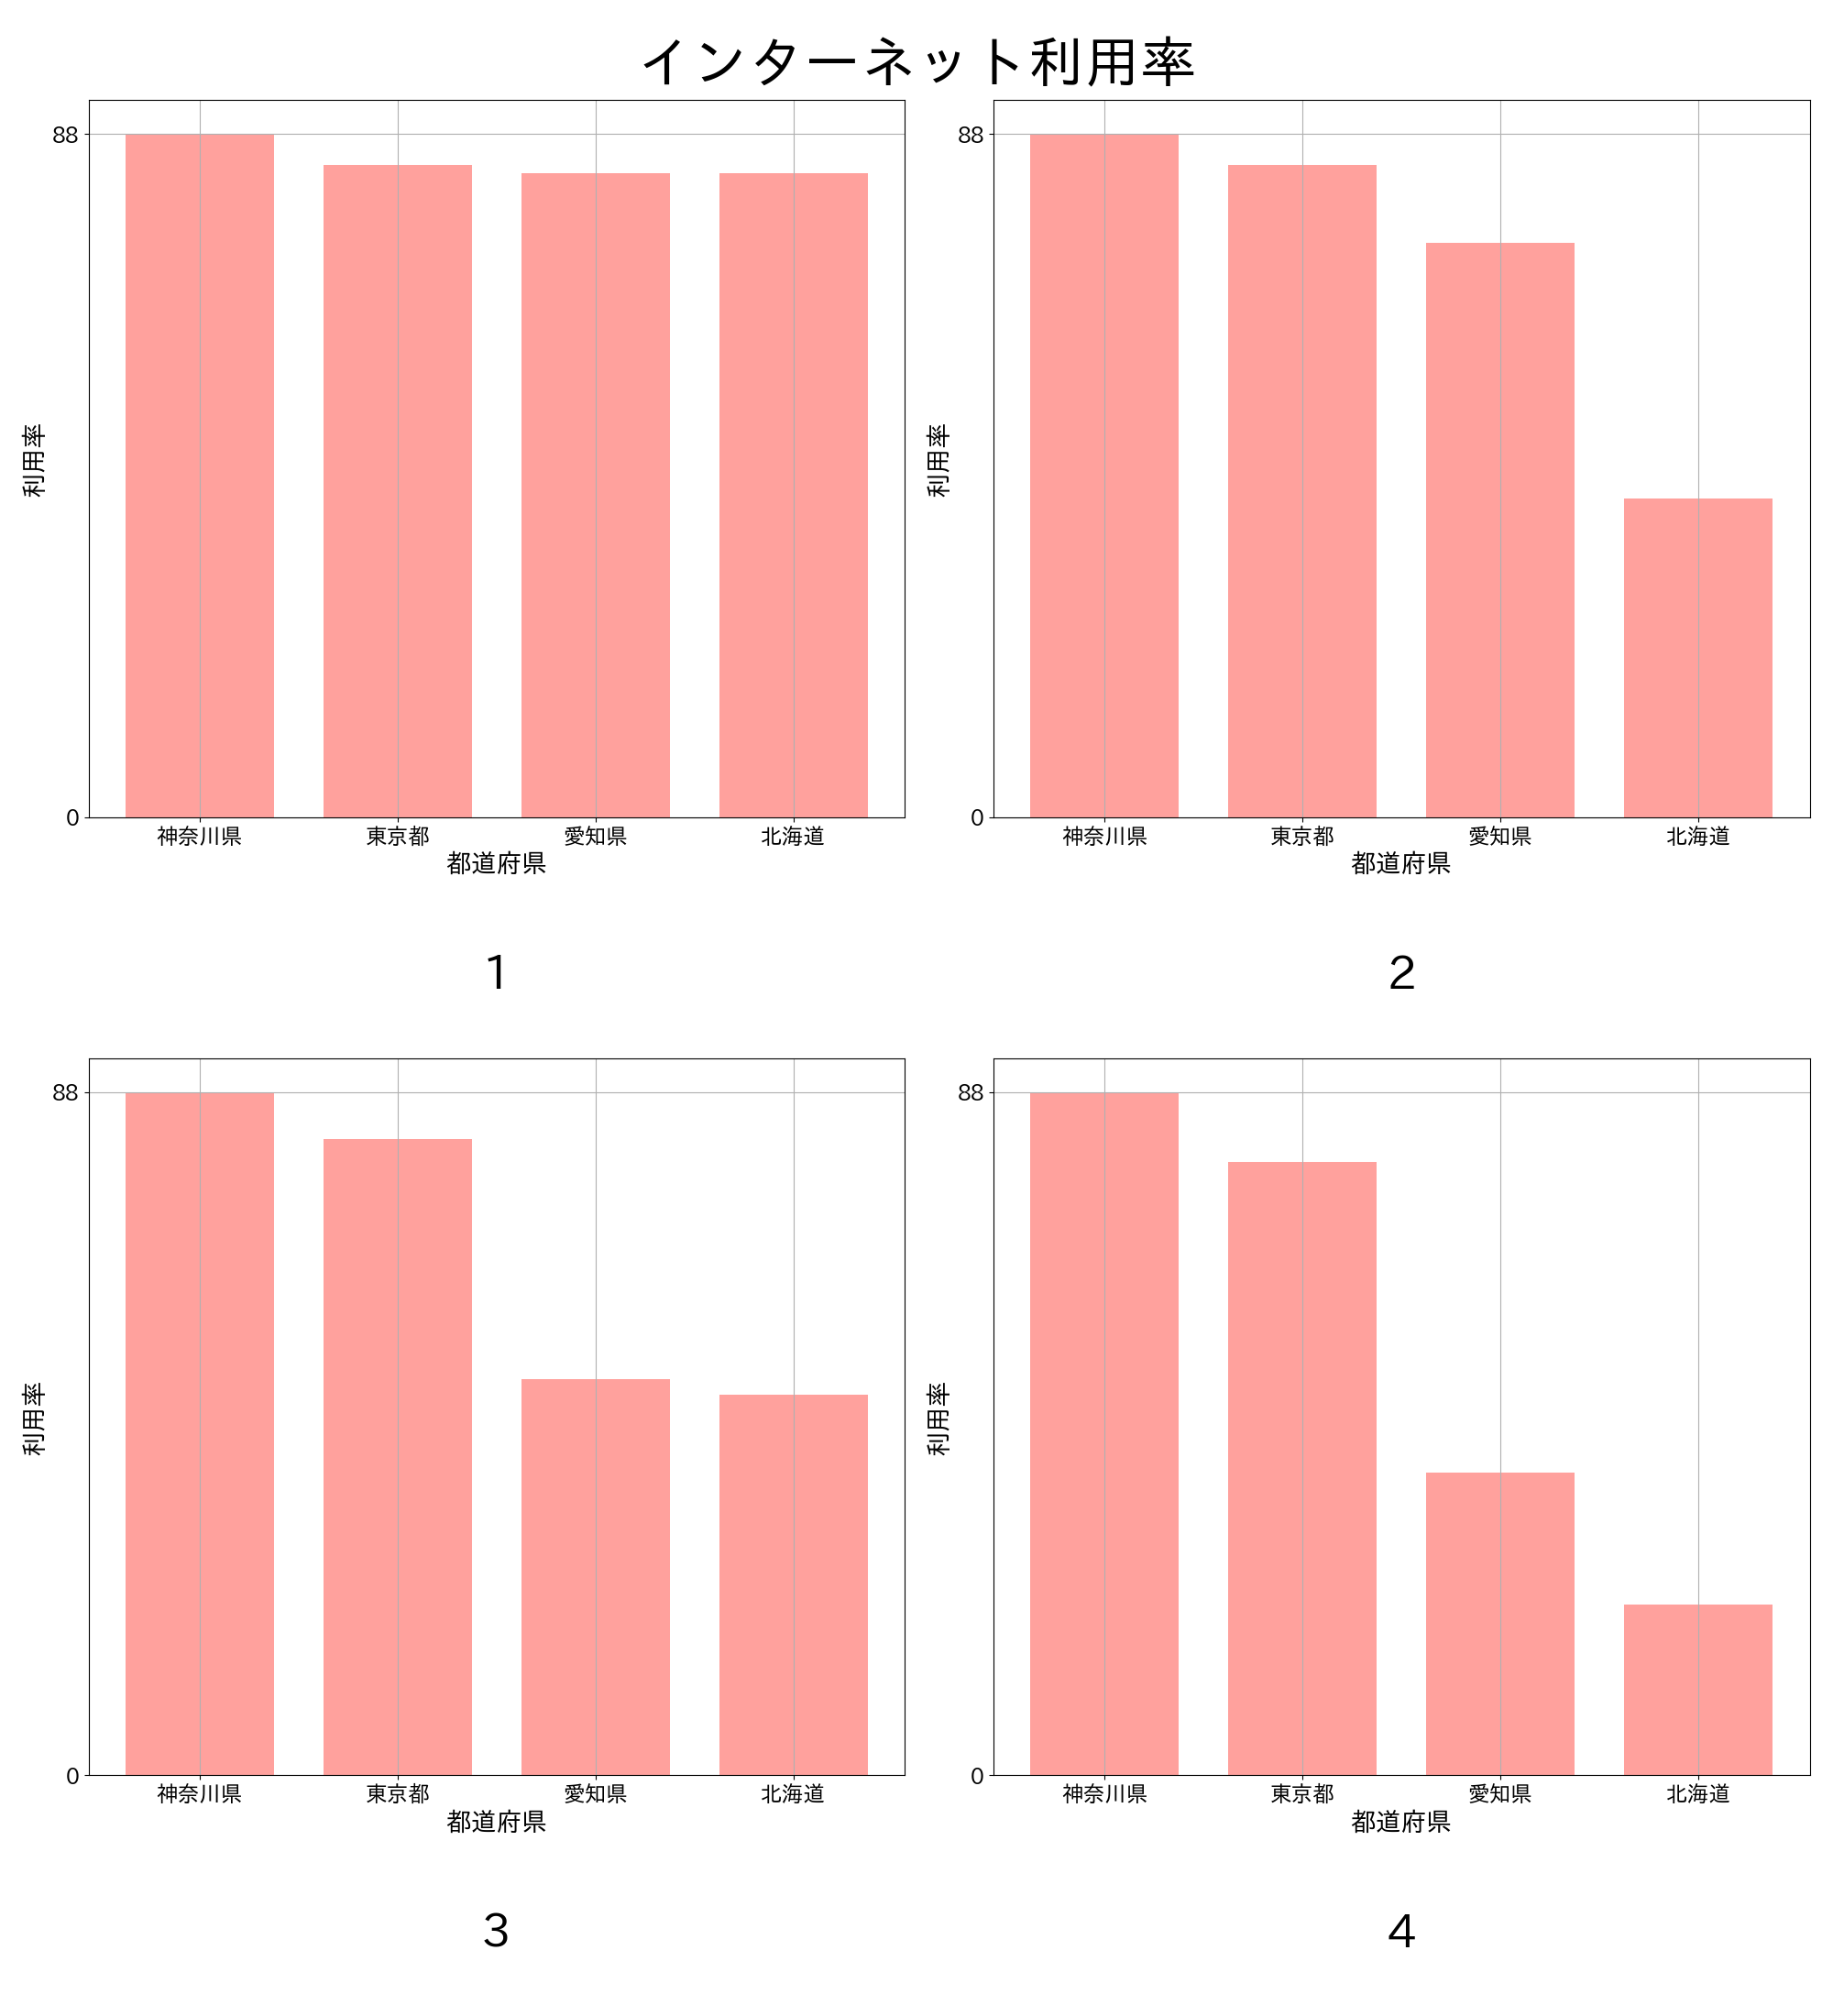 インターネット利用率
88
0
利用率
神奈川県 東京都 愛知県 北海道
都道府県
1
88
0
利用率
神奈川県 東京都 愛知県 北海道
都道府県
2
88
0
利用率
神奈川県 東京都 愛知県 北海道
都道府県
3
88
0
利用率
神奈川県 東京都 愛知県 北海道
都道府県
4